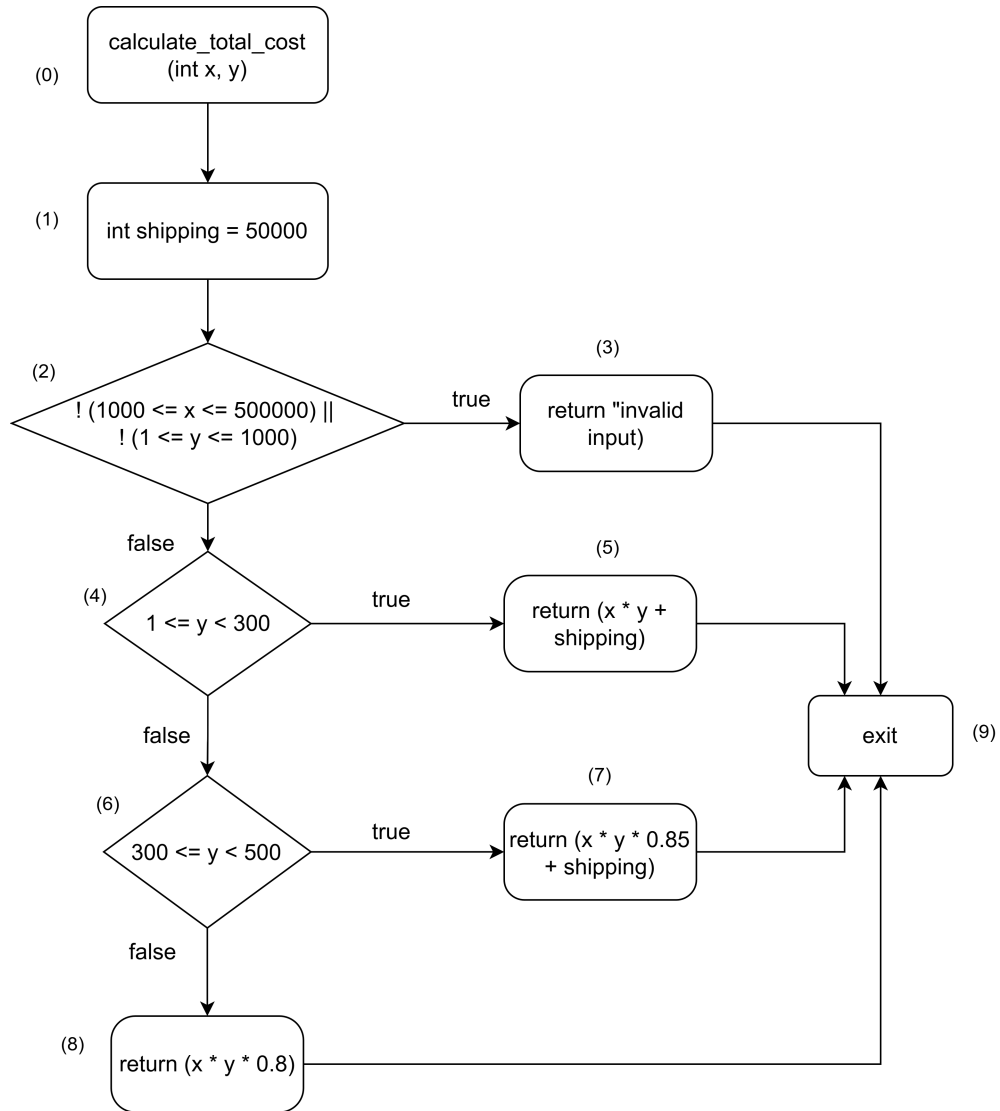 calculate_total_cost
(int x, y)
(0)
(1)
int shipping = 50000
(2)
! (1000 <= x <= 500000) ||
! (1 <= y <= 1000)
true
(3)
return "invalid
input)
false
(4)
1 <= y < 300
true
(5)
return (x * y +
shipping)
false
exit
(9)
(6)
300 <= y < 500
true
(7)
return (x * y * 0.85
+ shipping)
false
(8)
return (x * y * 0.8)